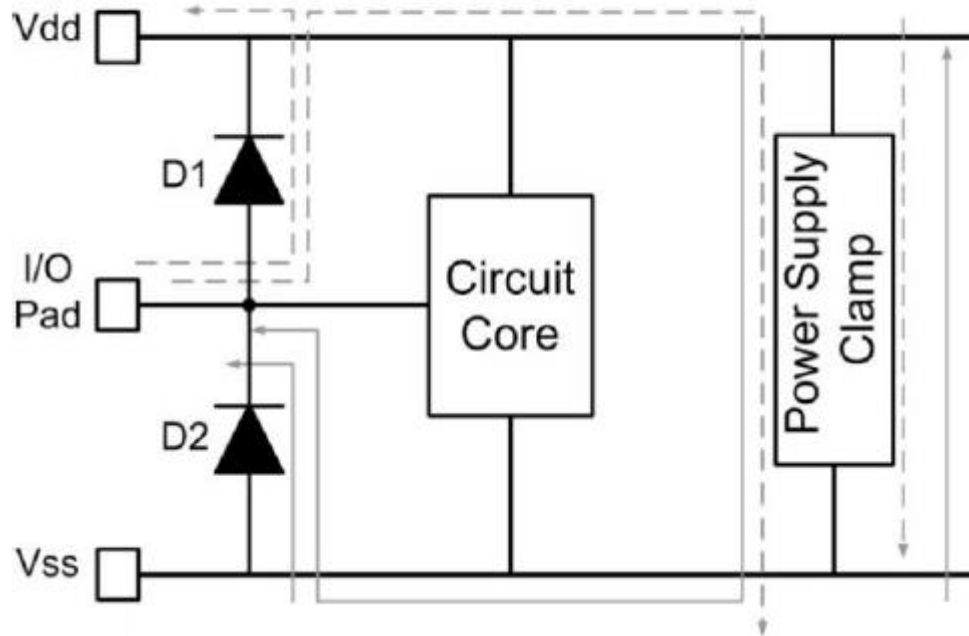 Vdd
D1
I/O
Pad
Circuit
Core
Power Supply
Clamp
D2
Vss